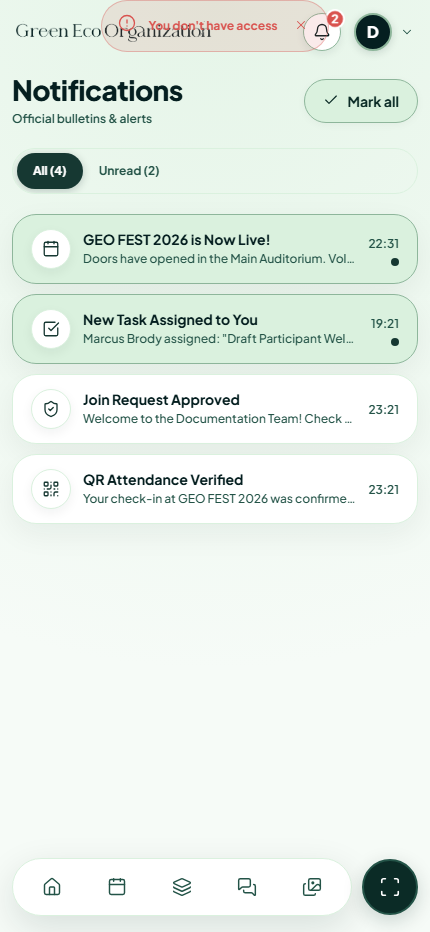 Green Eco Organization
You don't have access
2
D
Notifications
Official bulletins & alerts
Mark all
All (4)
Unread (2)
GEO FEST 2026 is Now Live!
22:31
Doors have opened in the Main Auditorium. Vol...
New Task Assigned to You
19:21
Marcus Brody assigned: "Draft Participant Wel...
Join Request Approved
23:21
Welcome to the Documentation Team! Check ...
QR Attendance Verified
23:21
Your check-in at GEO FEST 2026 was confirme...